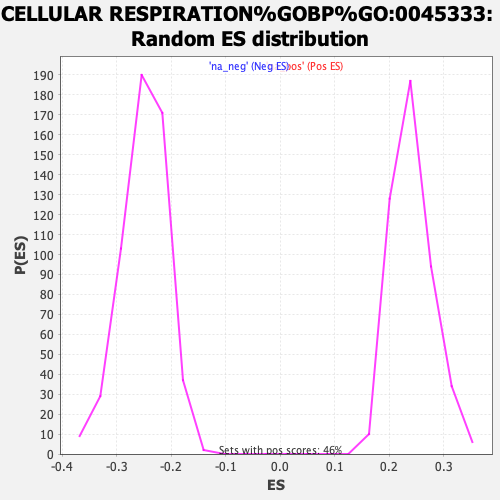 CELLULAR RESPIRATION%GOBP%GO:0045333:
Random ES distribution
'na_neg' (Neg ES)
pos' (Pos ES)
190
180
170
160
150
140
130
120
110
100
90
80
70
60
50
40
30
20
10
0
P(ES)
Sets with pos scores: 46%
-0.4 -0.3 -0.2 -0.1 0.0 0.1 0.2 0.3
ES